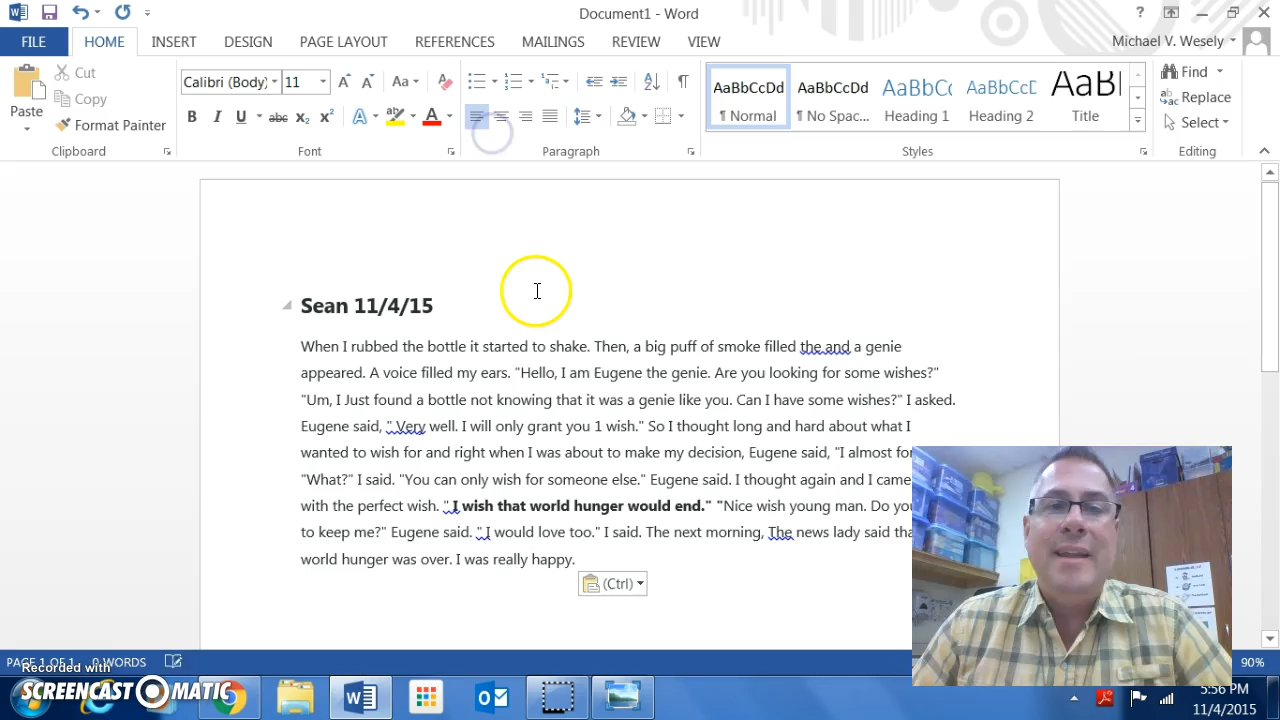 Document1 - Word
FILE HOME INSERT DESIGN PAGE LAYOUT REFERENCES MAILINGS REVIEW VIEW Michael V. Wesely
Paste Cut Copy Format Painter
Clipboard
Calibri (Body) 11
Font
Paragraph
AaBbCcDd AaBbCcDd AaBbCc AaBbCcD AaB
¶ Normal ¶ No Spac... Heading 1 Heading 2 Title
Styles
Find
Replace
Select
Editing
Sean 11/4/15
When I rubbed the bottle it started to shake. Then, a big puff of smoke filled the and a genie
appeared. A voice filled my ears. "Hello, I am Eugene the genie. Are you looking for some wishes?"
"Um, I Just found a bottle not knowing that it was a genie like you. Can I have some wishes?" I asked.
Eugene said, " Very well. I will only grant you 1 wish." So I thought long and hard about what I
wanted to wish for and right when I was about to make my decision, Eugene said, "I almost for
"What?" I said. "You can only wish for someone else." Eugene said. I thought again and I came
with the perfect wish. " I wish that world hunger would end." "Nice wish young man. Do you
to keep me?" Eugene said. " I would love too." I said. The next morning, The news lady said tha
world hunger was over. I was really happy.
(Ctrl)
PAGE 1 OF 1 0 WORDS 90%
Recorded with
SCREENCAST MATIC
5:56 PM
11/4/2015